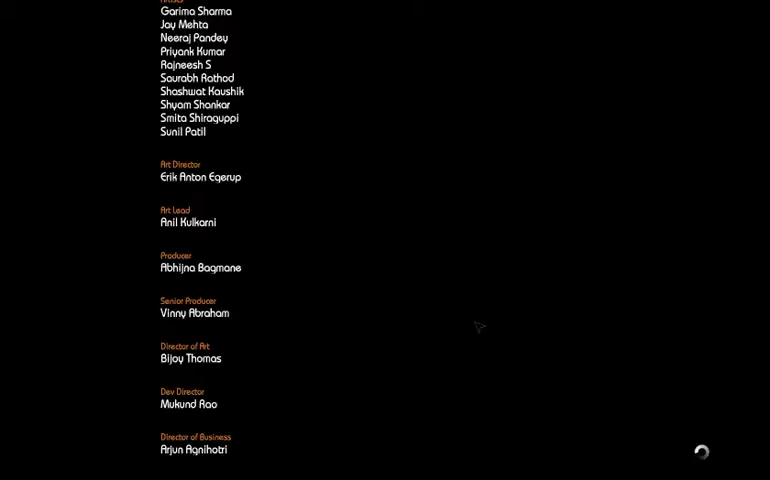 Artists
Garima Sharma
Jay Mehta
Neeraj Pandey
Priyank Kumar
Rajneesh S
Saurabh Rathod
Shashwat Kaushik
Shyam Shankar
Smita Shiraguppi
Sunil Patil
Art Director
Erik Anton Egerup
Art Lead
Anil Kulkarni
Producer
Abhijna Bagmane
Senior Producer
Vinny Abraham
Director of Art
Bijoy Thomas
Dev Director
Mukund Rao
Director of Business
Arjun Agnihotri